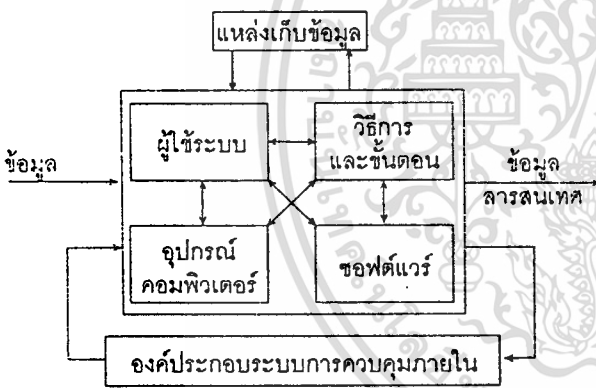 แหล่งเก็บข้อมูล
ผู้ใช้ระบบ
วิธีการ
และขั้นตอน
ข้อมูล
ข้อมูล
สารสนเทศ
อุปกรณ์
คอมพิวเตอร์
ซอฟต์แวร์
องค์ประกอบระบบการควบคุมภายใน